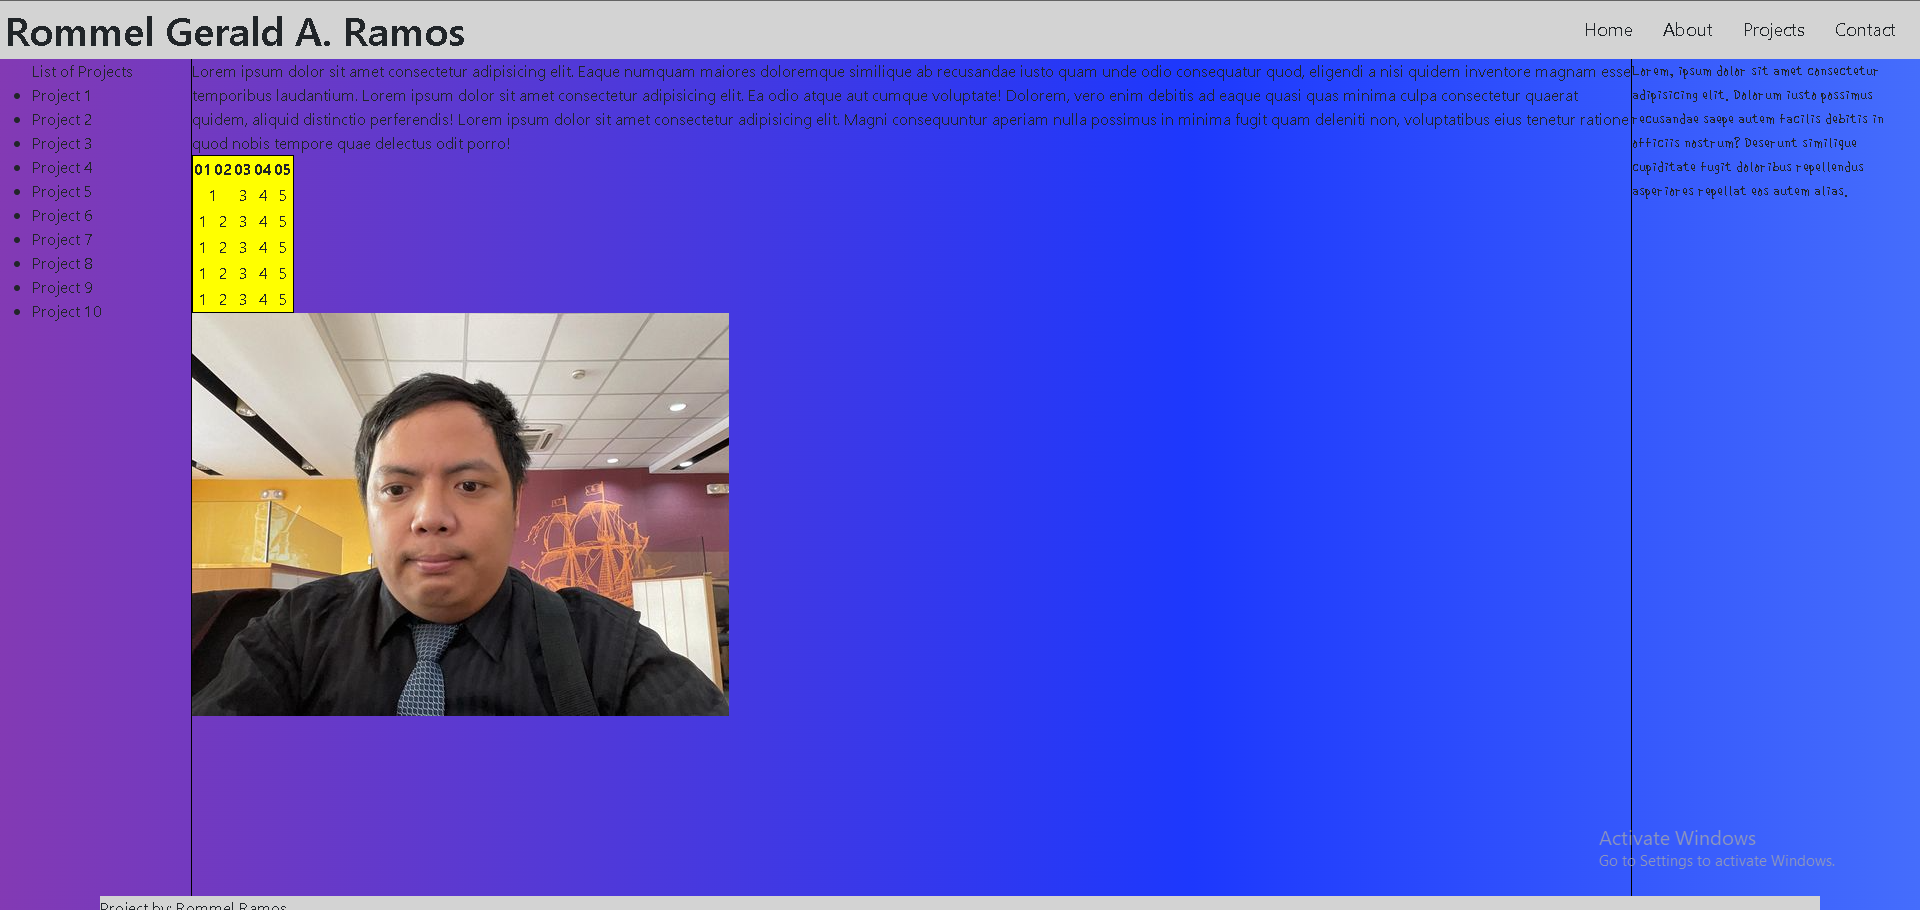 Rommel Gerald A. Ramos
Home About Projects Contact
List of Projects
Project 1
Project 2
Project 3
Project 4
Project 5
Project 6
Project 7
Project 8
Project 9
Project 10
Lorem ipsum dolor sit amet consectetur adipisicing elit. Eaque numquam maiores doloremque similique ab recusandae iusto quam unde odio consequatur quod, eligendi a nisi quidem inventore magnam esse
temporibus laudantium. Lorem ipsum dolor sit amet consectetur adipisicing elit. Ea odio atque aut cumque voluptate! Dolorem, vero enim debitis ad eaque quasi quas minima culpa consectetur quaerat
quidem, aliquid distinctio perferendis! Lorem ipsum dolor sit amet consectetur adipisicing elit. Magni consequuntur aperiam nulla possimus in minima fugit quam deleniti non, voluptatibus eius tenetur ratione
quod nobis tempore quae delectus odit porro!
01 02 03 04 05
1 3 4 5
1 2 3 4 5
1 2 3 4 5
1 2 3 4 5
1 2 3 4 5
Lorem, ipsum dolor sit amet consectetur
adipisicing elit. Dolorum iusto possimus
recusandae saepe autem facilis debitis in
officiis nostrum? Deserunt similique
cupiditate fugit doloribus repellendus
asperiores repellat eos autem alias.
Activate Windows
Go to Settings to activate Windows.
Project by: Rommel Ramos